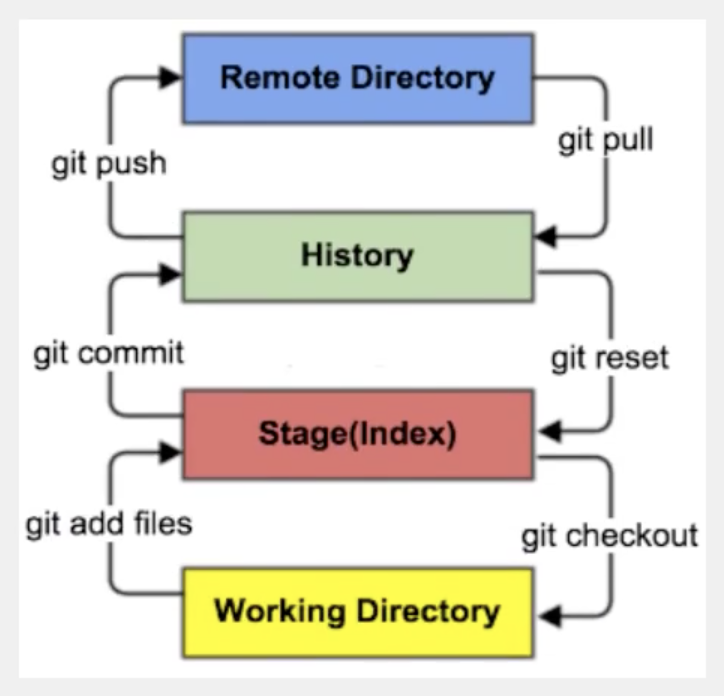 Remote Directory
git push
git pull
History
git commit
git reset
Stage(Index)
git add files
git checkout
Working Directory